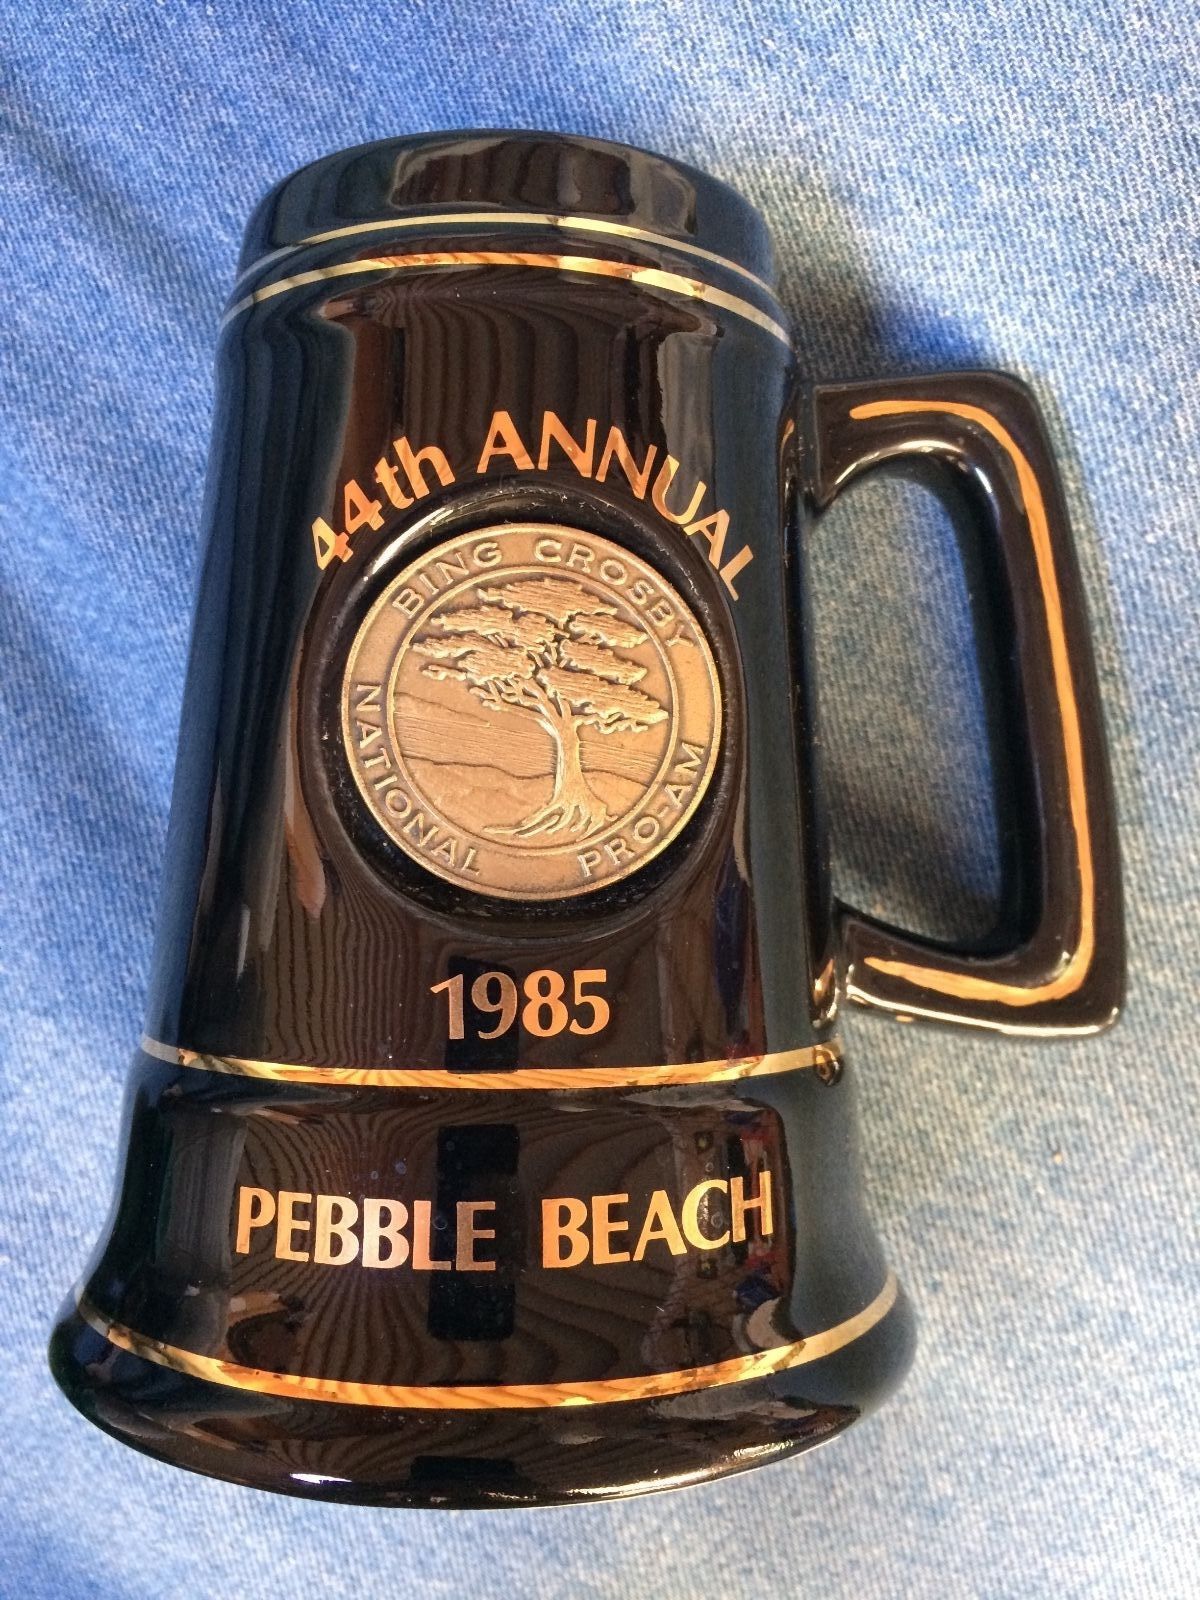 44th ANNUAL
BING CROSBY
NATIONAL PRO-AM
1985
PEBBLE BEACH